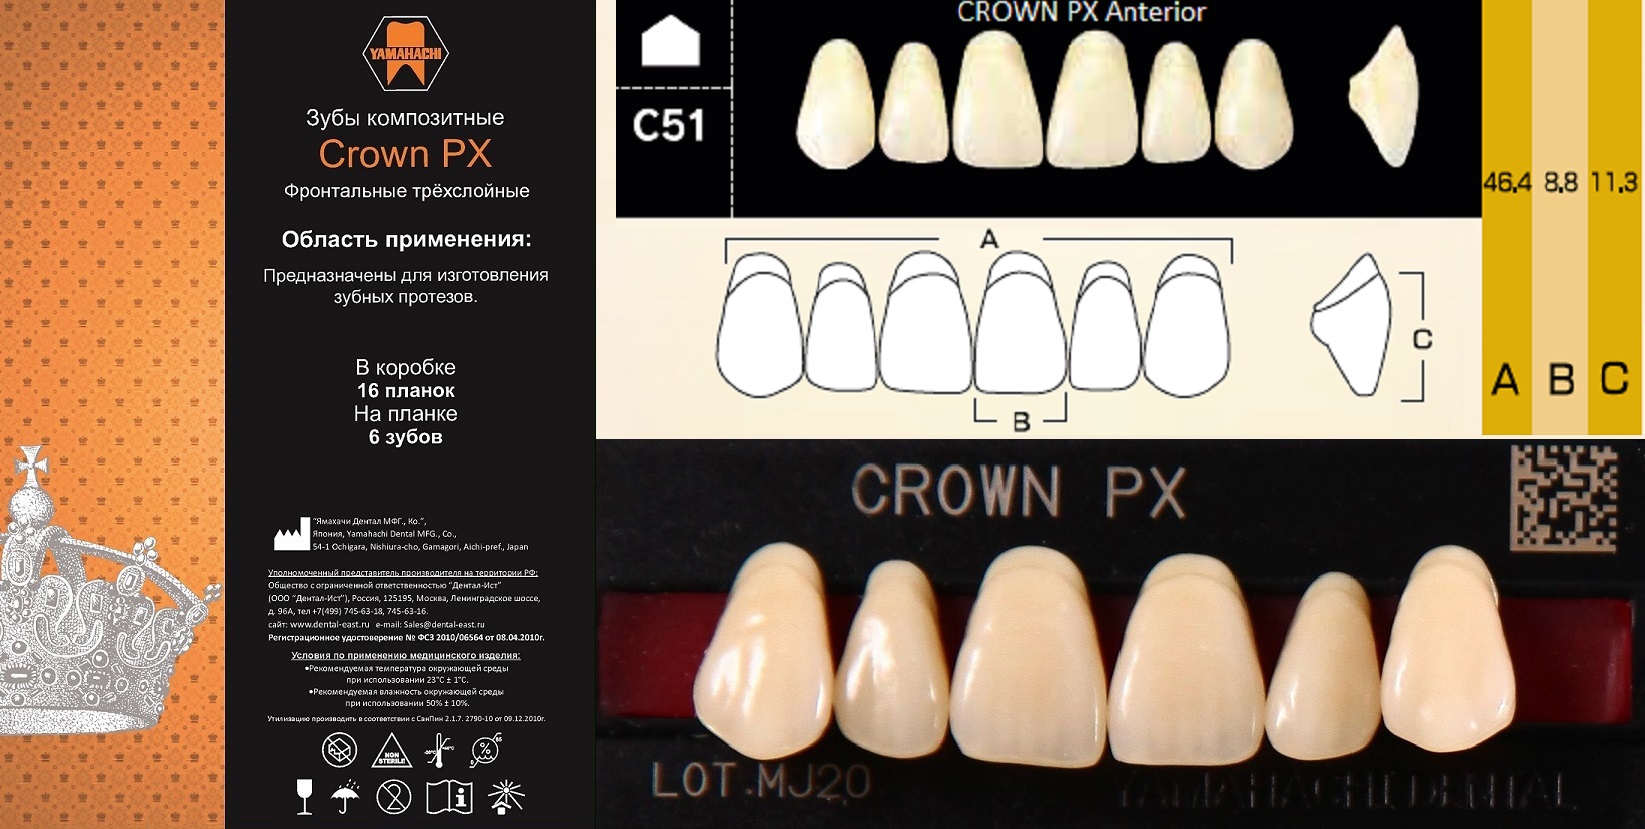 YAMAHACHI
Зубы композитные
Crown PX
Фронтальные трёхслойные
Область применения:
Предназначены для изготовления
зубных протезов.
В коробке
16 планок
На планке
6 зубов
"Ямахачи Дентал МФГ., Ко.",
Япония, Yamahachi Dental MFG., Co.,
54-1 Ochigara, Nishiura-cho, Gamagori, Aichi-pref., Japan
Уполномоченный представитель производителя на территории РФ:
Общество с ограниченной ответственностью "Дентал-Ист"
(ООО "Дентал-Ист"), Россия, 125195, Москва, Ленинградское шоссе,
д. 96А, тел +7(499) 745-63-18, 745-63-16.
сайт: www.dental-east.ru e-mail: Sales@dental-east.ru
Регистрационное удостоверение № ФСЗ 2010/06564 от 08.04.2010г.
Условия по применению медицинского изделия:
•Рекомендуемая температура окружающей среды
при использовании 23°С ± 1°С.
•Рекомендуемая влажность окружающей среды
при использовании 50% ± 10%.
Утилизацию производить в соответствии с СанПин 2.1.7. 2790-10 от 09.12.2010г.
NON
STERILE
CROWN PX Anterior
C51
46.4 8.8 11.3
A
B
C
A B C
CROWN PX
LOT.MJ20
YAMAHACHI DENTAL